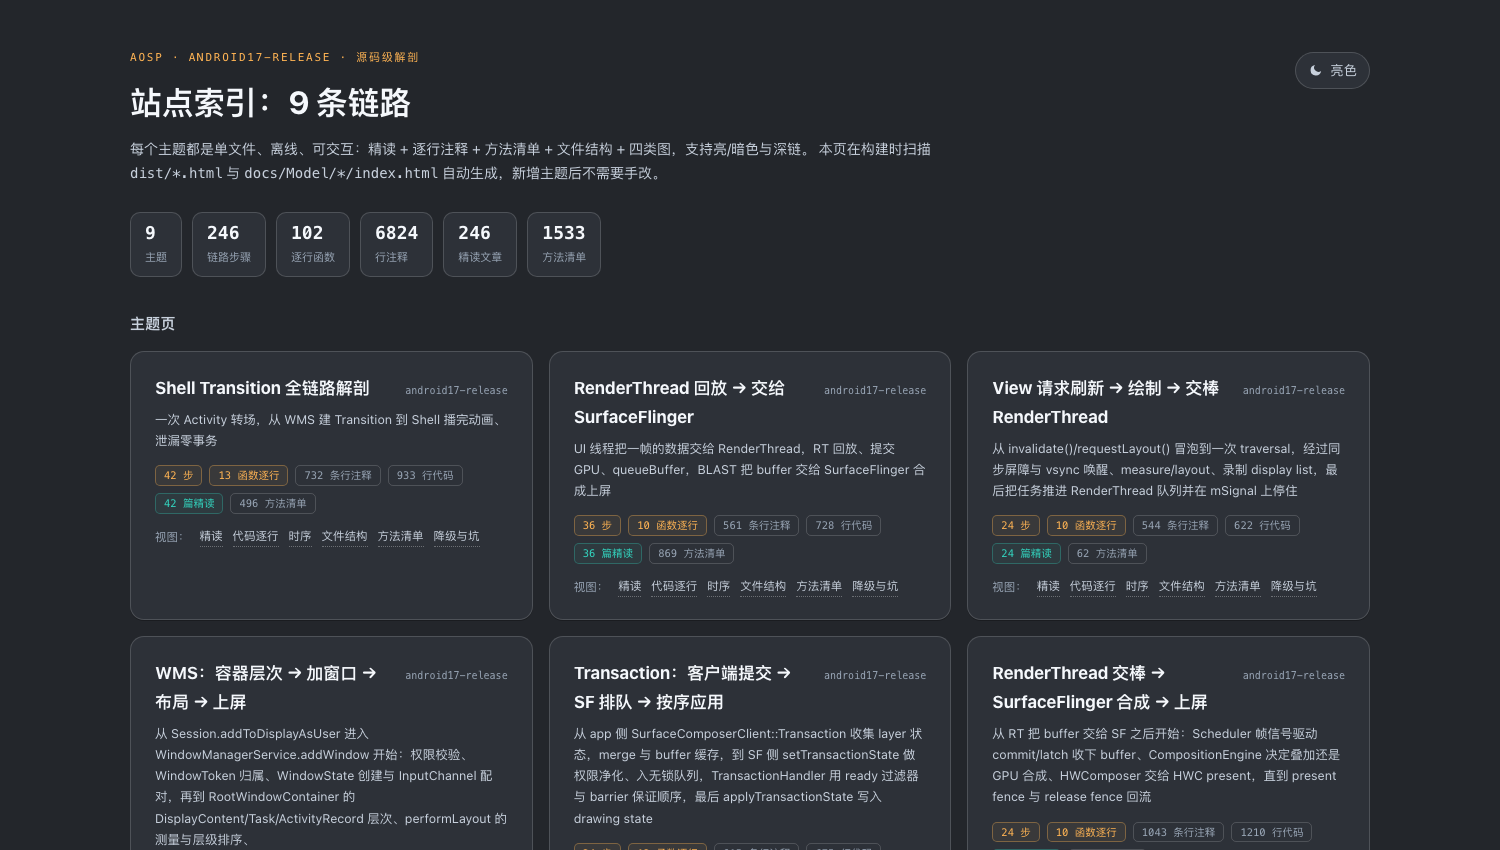 AOSP · ANDROID17-RELEASE · 源码级解剖
亮色
站点索引：9 条链路
每个主题都是单文件、离线、可交互：精读 + 逐行注释 + 方法清单 + 文件结构 + 四类图，支持亮/暗色与深链。 本页在构建时扫描
dist/*.html 与 docs/Model/*/index.html 自动生成，新增主题后不需要手改。
9
主题
246
链路步骤
102
逐行函数
6824
行注释
246
精读文章
1533
方法清单
主题页
Shell Transition 全链路解剖
android17-release
一次 Activity 转场，从 WMS 建 Transition 到 Shell 播完动画、
泄漏零事务
42 步
13 函数逐行
732 条行注释
933 行代码
42 篇精读
496 方法清单
视图： 精读 代码逐行 时序 文件结构 方法清单 降级与坑
RenderThread 回放 → 交给
SurfaceFlinger
android17-release
UI 线程把一帧的数据交给 RenderThread，RT 回放、提交
GPU、queueBuffer，BLAST 把 buffer 交给 SurfaceFlinger 合
成上屏
36 步
10 函数逐行
561 条行注释
728 行代码
36 篇精读
869 方法清单
视图： 精读 代码逐行 时序 文件结构 方法清单 降级与坑
View 请求刷新 → 绘制 → 交棒
RenderThread
android17-release
从 invalidate()/requestLayout() 冒泡到一次 traversal，经过同
步屏障与 vsync 唤醒、measure/layout、录制 display list，最
后把任务推进 RenderThread 队列并在 mSignal 上停住
24 步
10 函数逐行
544 条行注释
622 行代码
24 篇精读
62 方法清单
视图： 精读 代码逐行 时序 文件结构 方法清单 降级与坑
WMS：容器层次 → 加窗口 →
布局 → 上屏
android17-release
从 Session.addToDisplayAsUser 进入
WindowManagerService.addWindow 开始：权限校验、
WindowToken 归属、WindowState 创建与 InputChannel 配
对，再到 RootWindowContainer 的
DisplayContent/Task/ActivityRecord 层次、performLayout 的
测量与层级排序、
Transaction：客户端提交 →
SF 排队 → 按序应用
android17-release
从 app 侧 SurfaceComposerClient::Transaction 收集 layer 状
态，merge 与 buffer 缓存，到 SF 侧 setTransactionState 做
权限净化、入无锁队列，TransactionHandler 用 ready 过滤器
与 barrier 保证顺序，最后 applyTransactionState 写入
drawing state
RenderThread 交棒 →
SurfaceFlinger 合成 → 上屏
android17-release
从 RT 把 buffer 交给 SF 之后开始：Scheduler 帧信号驱动
commit/latch 收下 buffer、CompositionEngine 决定叠加还是
GPU 合成、HWComposer 交给 HWC present，直到 present
fence 与 release fence 回流
24 步
10 函数逐行
1043 条行注释
1210 行代码